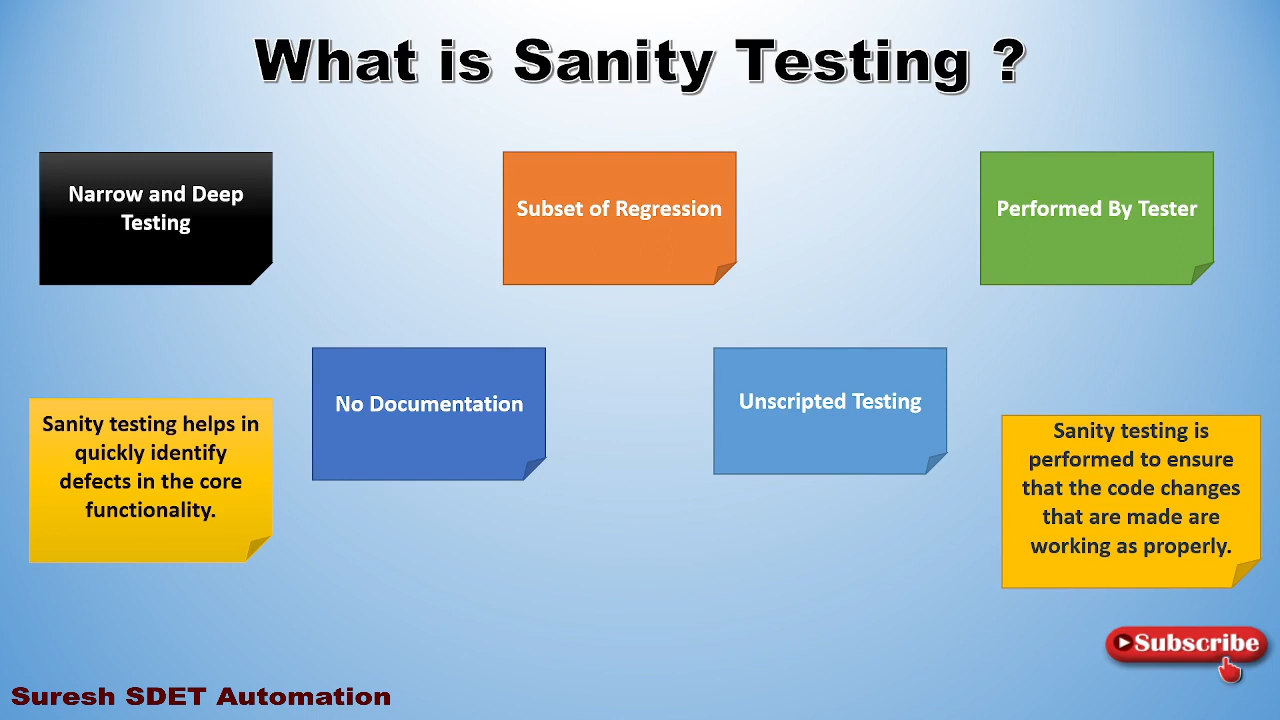 What is Sanity Testing ?
Narrow and Deep
Testing
Subset of Regression
Performed By Tester
No Documentation
Unscripted Testing
Sanity testing helps in
quickly identify
defects in the core
functionality.
Sanity testing is
performed to ensure
that the code changes
that are made are
working as properly.
Subscribe
Suresh SDET Automation